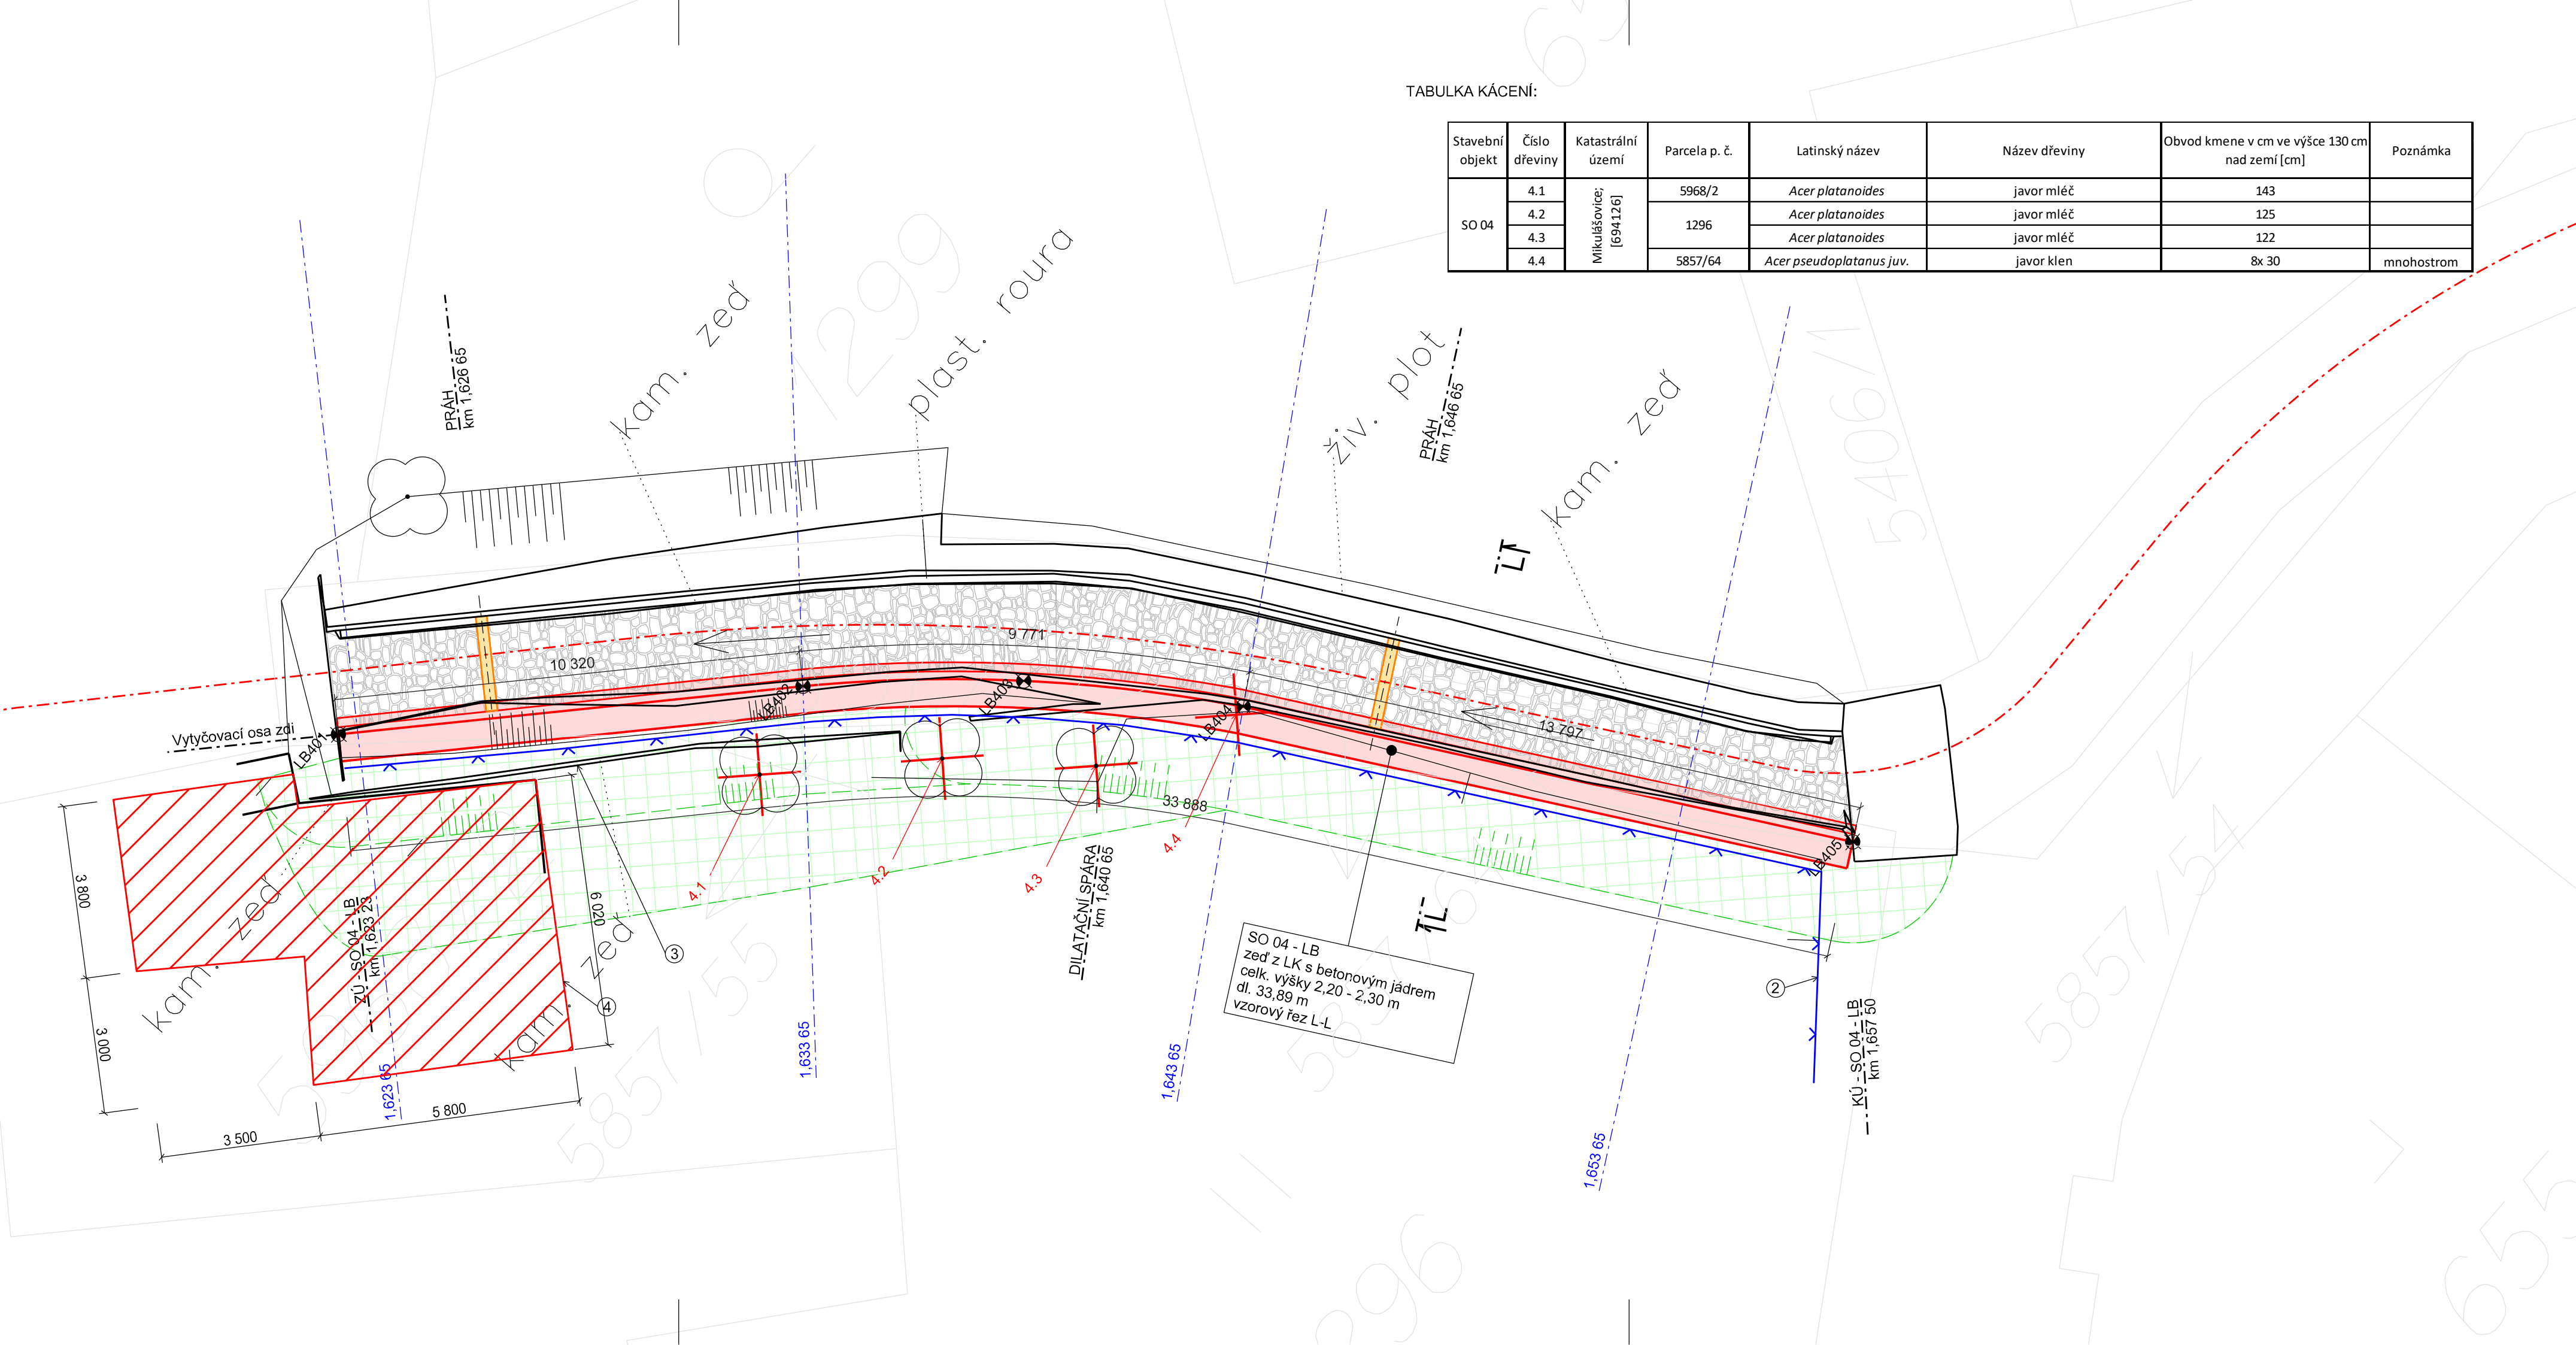 TABULKA KÁCENÍ:
Stavební objekt	Číslo dřeviny	Katastrální území	Parcela p. č.	Latinský název	Název dřeviny	Obvod kmene v cm ve výšce 130 cm nad zemí [cm]	Poznámka
SO 04	4.1	Mikulášovice; [694126]	5968/2	Acer platanoides	javor mléč	143
4.2	1296	Acer platanoides	javor mléč	125
4.3	Acer platanoides	javor mléč	122
4.4	5857/64	Acer pseudoplatanus juv.	javor klen	8x 30	mnohostrom
PRÁH
km 1,626 65
kam. zeď
299
plast. roura
živ. plot
PRÁH
km 1,646 65
kam. zeď
L
10 320
9 771
13 797
33 888
Vytyčovací osa zdi
LB401
LB402
LB403
LB404
LB405
4.1
4.2
4.3
4.4
DILATAČNÍ SPÁRA
km 1,640 65
kam. zeď
kam. zeď
ZÚ - SO 04 - LB
km 1,623 23
3 800
3 000
3 500
5 800
6 020
3
4
2
L
SO 04 - LB
zeď z LK s betonovým jádrem
celk. výšky 2,20 - 2,30 m
dl. 33,89 m
vzorový řez L-L
KÚ - SO 04 - LB
km 1,657 50
1,623 65
1,633 65
1,643 65
1,653 65